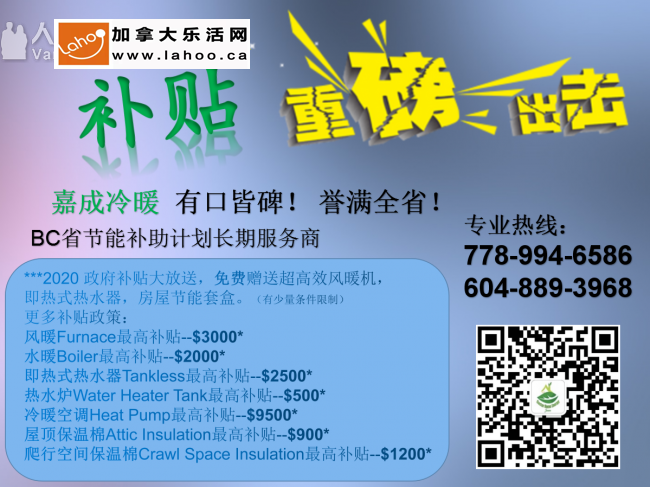 人
Va
Lahoo
加拿大乐活网
www.lahoo.ca
补贴
重磅出击
嘉成冷暖 有口皆碑！ 誉满全省！
BC省节能补助计划长期服务商
专业热线：
778-994-6586
604-889-3968
***2020 政府补贴大放送，免费赠送超高效风暖机，
即热式热水器，房屋节能套盒。（有少量条件限制）
更多补贴政策：
风暖Furnace最高补贴--$3000*
水暖Boiler最高补贴--$2000*
即热式热水器Tankless最高补贴--$2500*
热水炉Water Heater Tank最高补贴--$500*
冷暖空调Heat Pump最高补贴--$9500*
屋顶保温棉Attic Insulation最高补贴--$900*
爬行空间保温棉Crawl Space Insulation最高补贴--$1200*